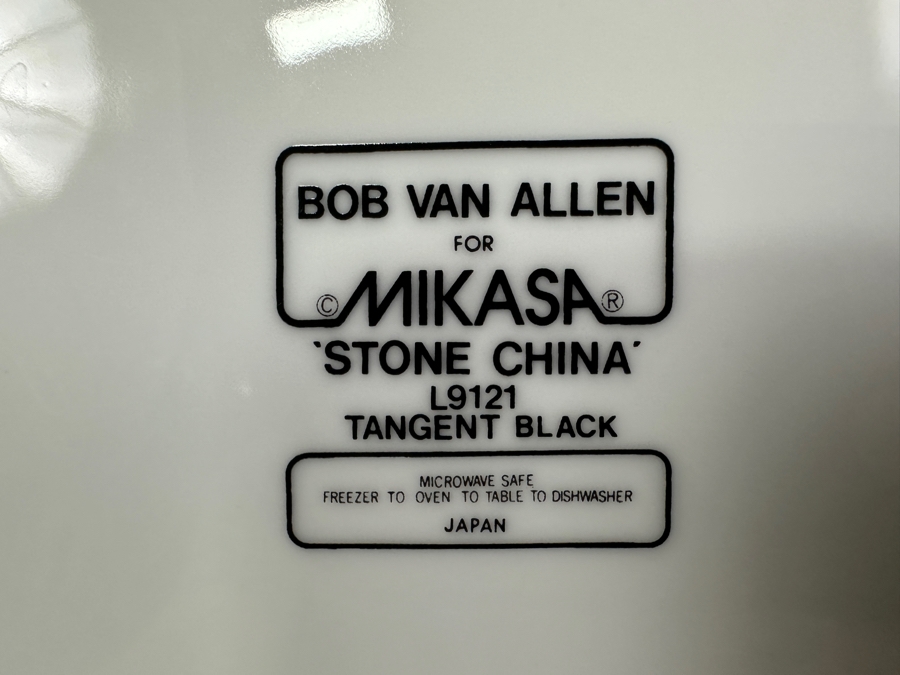 BOB VAN ALLEN
FOR
© MIKASA ®
`STONE CHINA´
L9121
TANGENT BLACK
MICROWAVE SAFE
FREEZER TO OVEN TO TABLE TO DISHWASHER
JAPAN